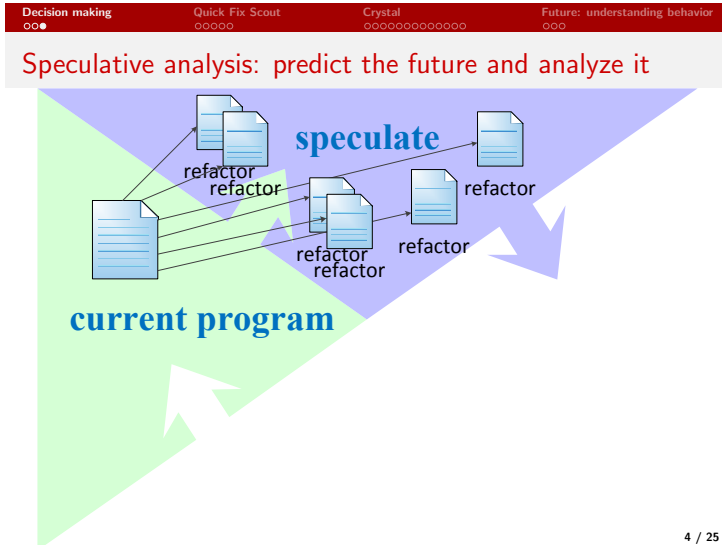 Decision making
Quick Fix Scout
Crystal
Future: understanding behavior
Speculative analysis: predict the future and analyze it
speculate
refactor
refactor
refactor
refactor
refactor
refactor
current program
4 / 25